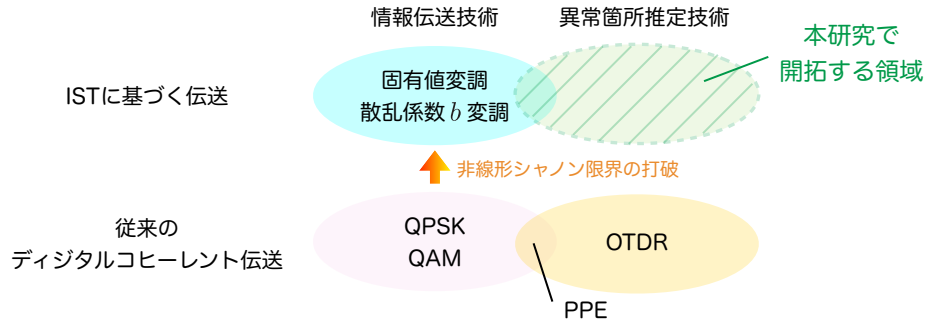 情報伝送技術
異常箇所推定技術
本研究で
開拓する領域
ISTに基づく伝送
固有値変調
散乱係数 b 変調
非線形シャノン限界の打破
従来の
ディジタルコヒーレント伝送
QPSK
QAM
OTDR
PPE